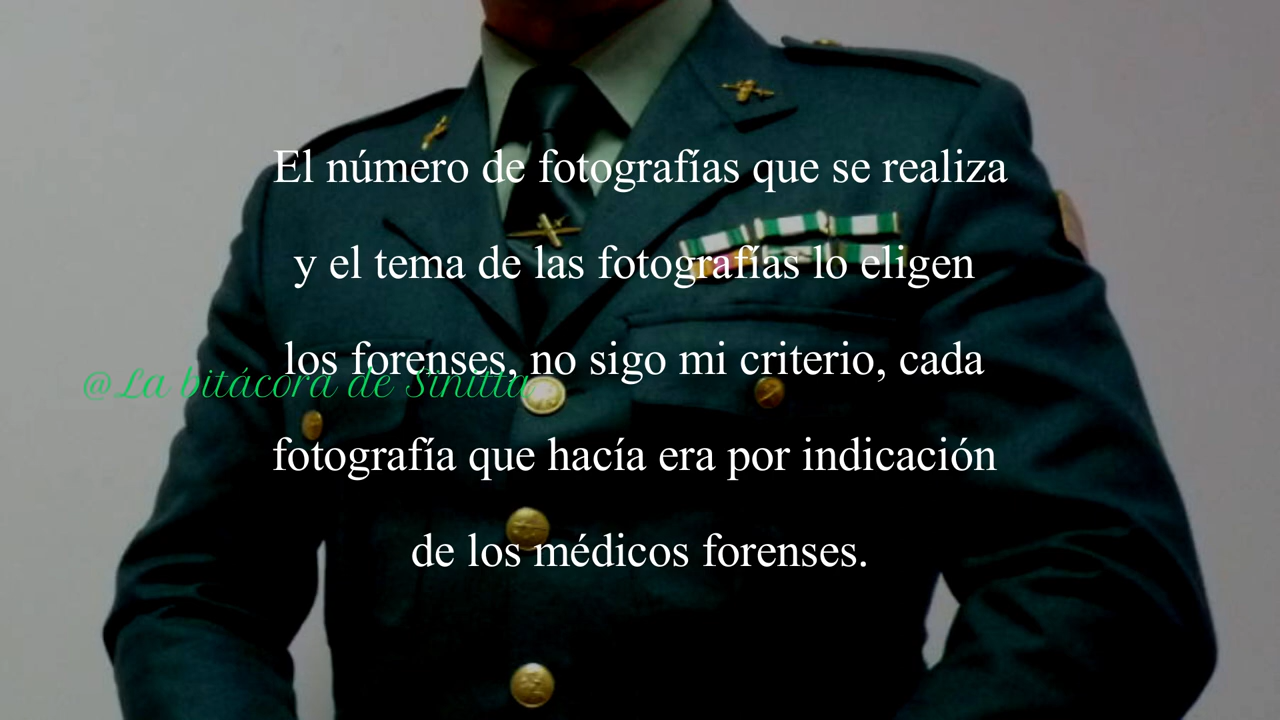 El número de fotografías que se realiza
y el tema de las fotografías lo eligen
los forenses, no sigo mi criterio, cada
@La bitácora de Sinitta
fotografía que hacía era por indicación
de los médicos forenses.